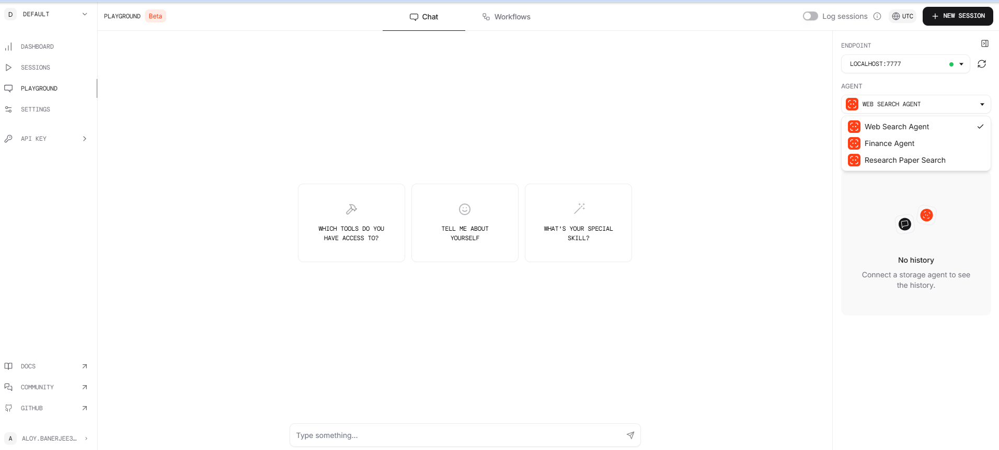 D DEFAULT
DASHBOARD
SESSIONS
PLAYGROUND
SETTINGS
API KEY
DOCS
COMMUNITY
GITHUB
A ALOY.BANERJEE3…
PLAYGROUND Beta
Chat
Workflows
Log sessions
UTC
+ NEW SESSION
WHICH TOOLS DO YOU
HAVE ACCESS TO?
TELL ME ABOUT
YOURSELF
WHAT'S YOUR SPECIAL
SKILL?
Type something...
ENDPOINT
LOCALHOST:7777
AGENT
WEB SEARCH AGENT
Web Search Agent
Finance Agent
Research Paper Search
No history
Connect a storage agent to see
the history.